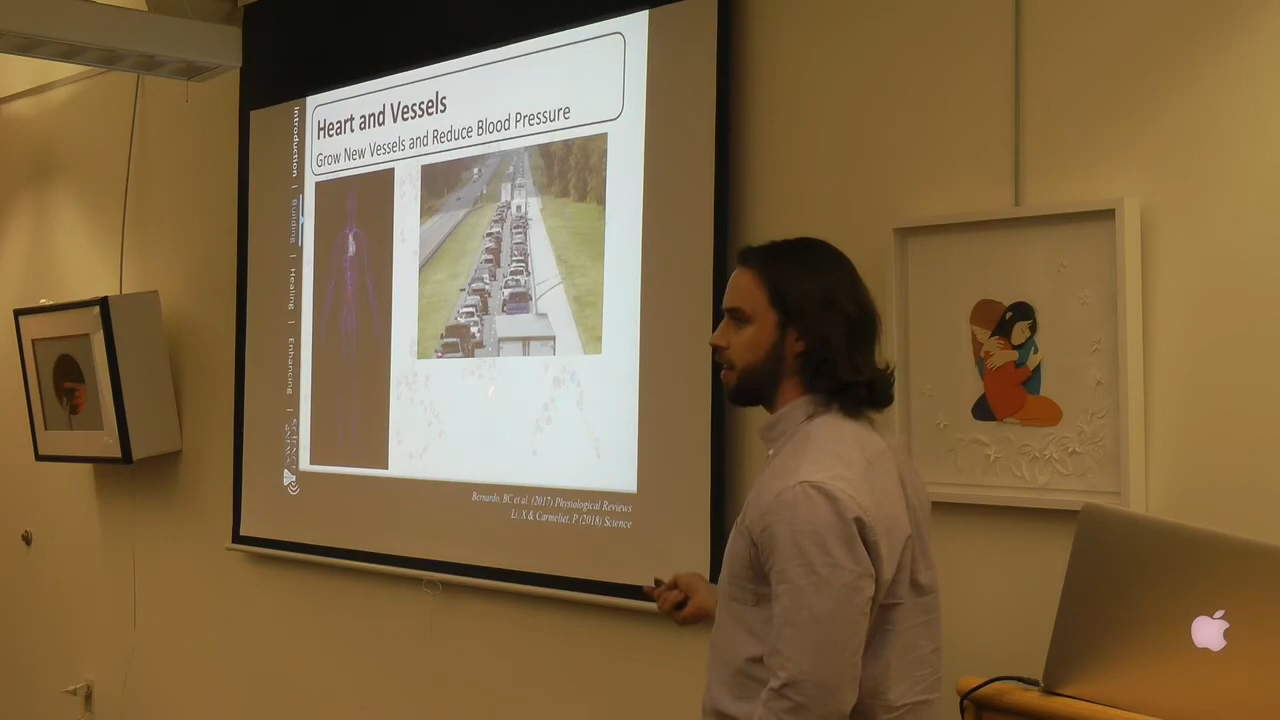 Heart and Vessels
Grow New Vessels and Reduce Blood Pressure
Introduction | Building | Healing | Enhancing |
Bernardo, BC et al. (2017) Physiological Reviews
Li, X & Carmeliet, P (2018) Science